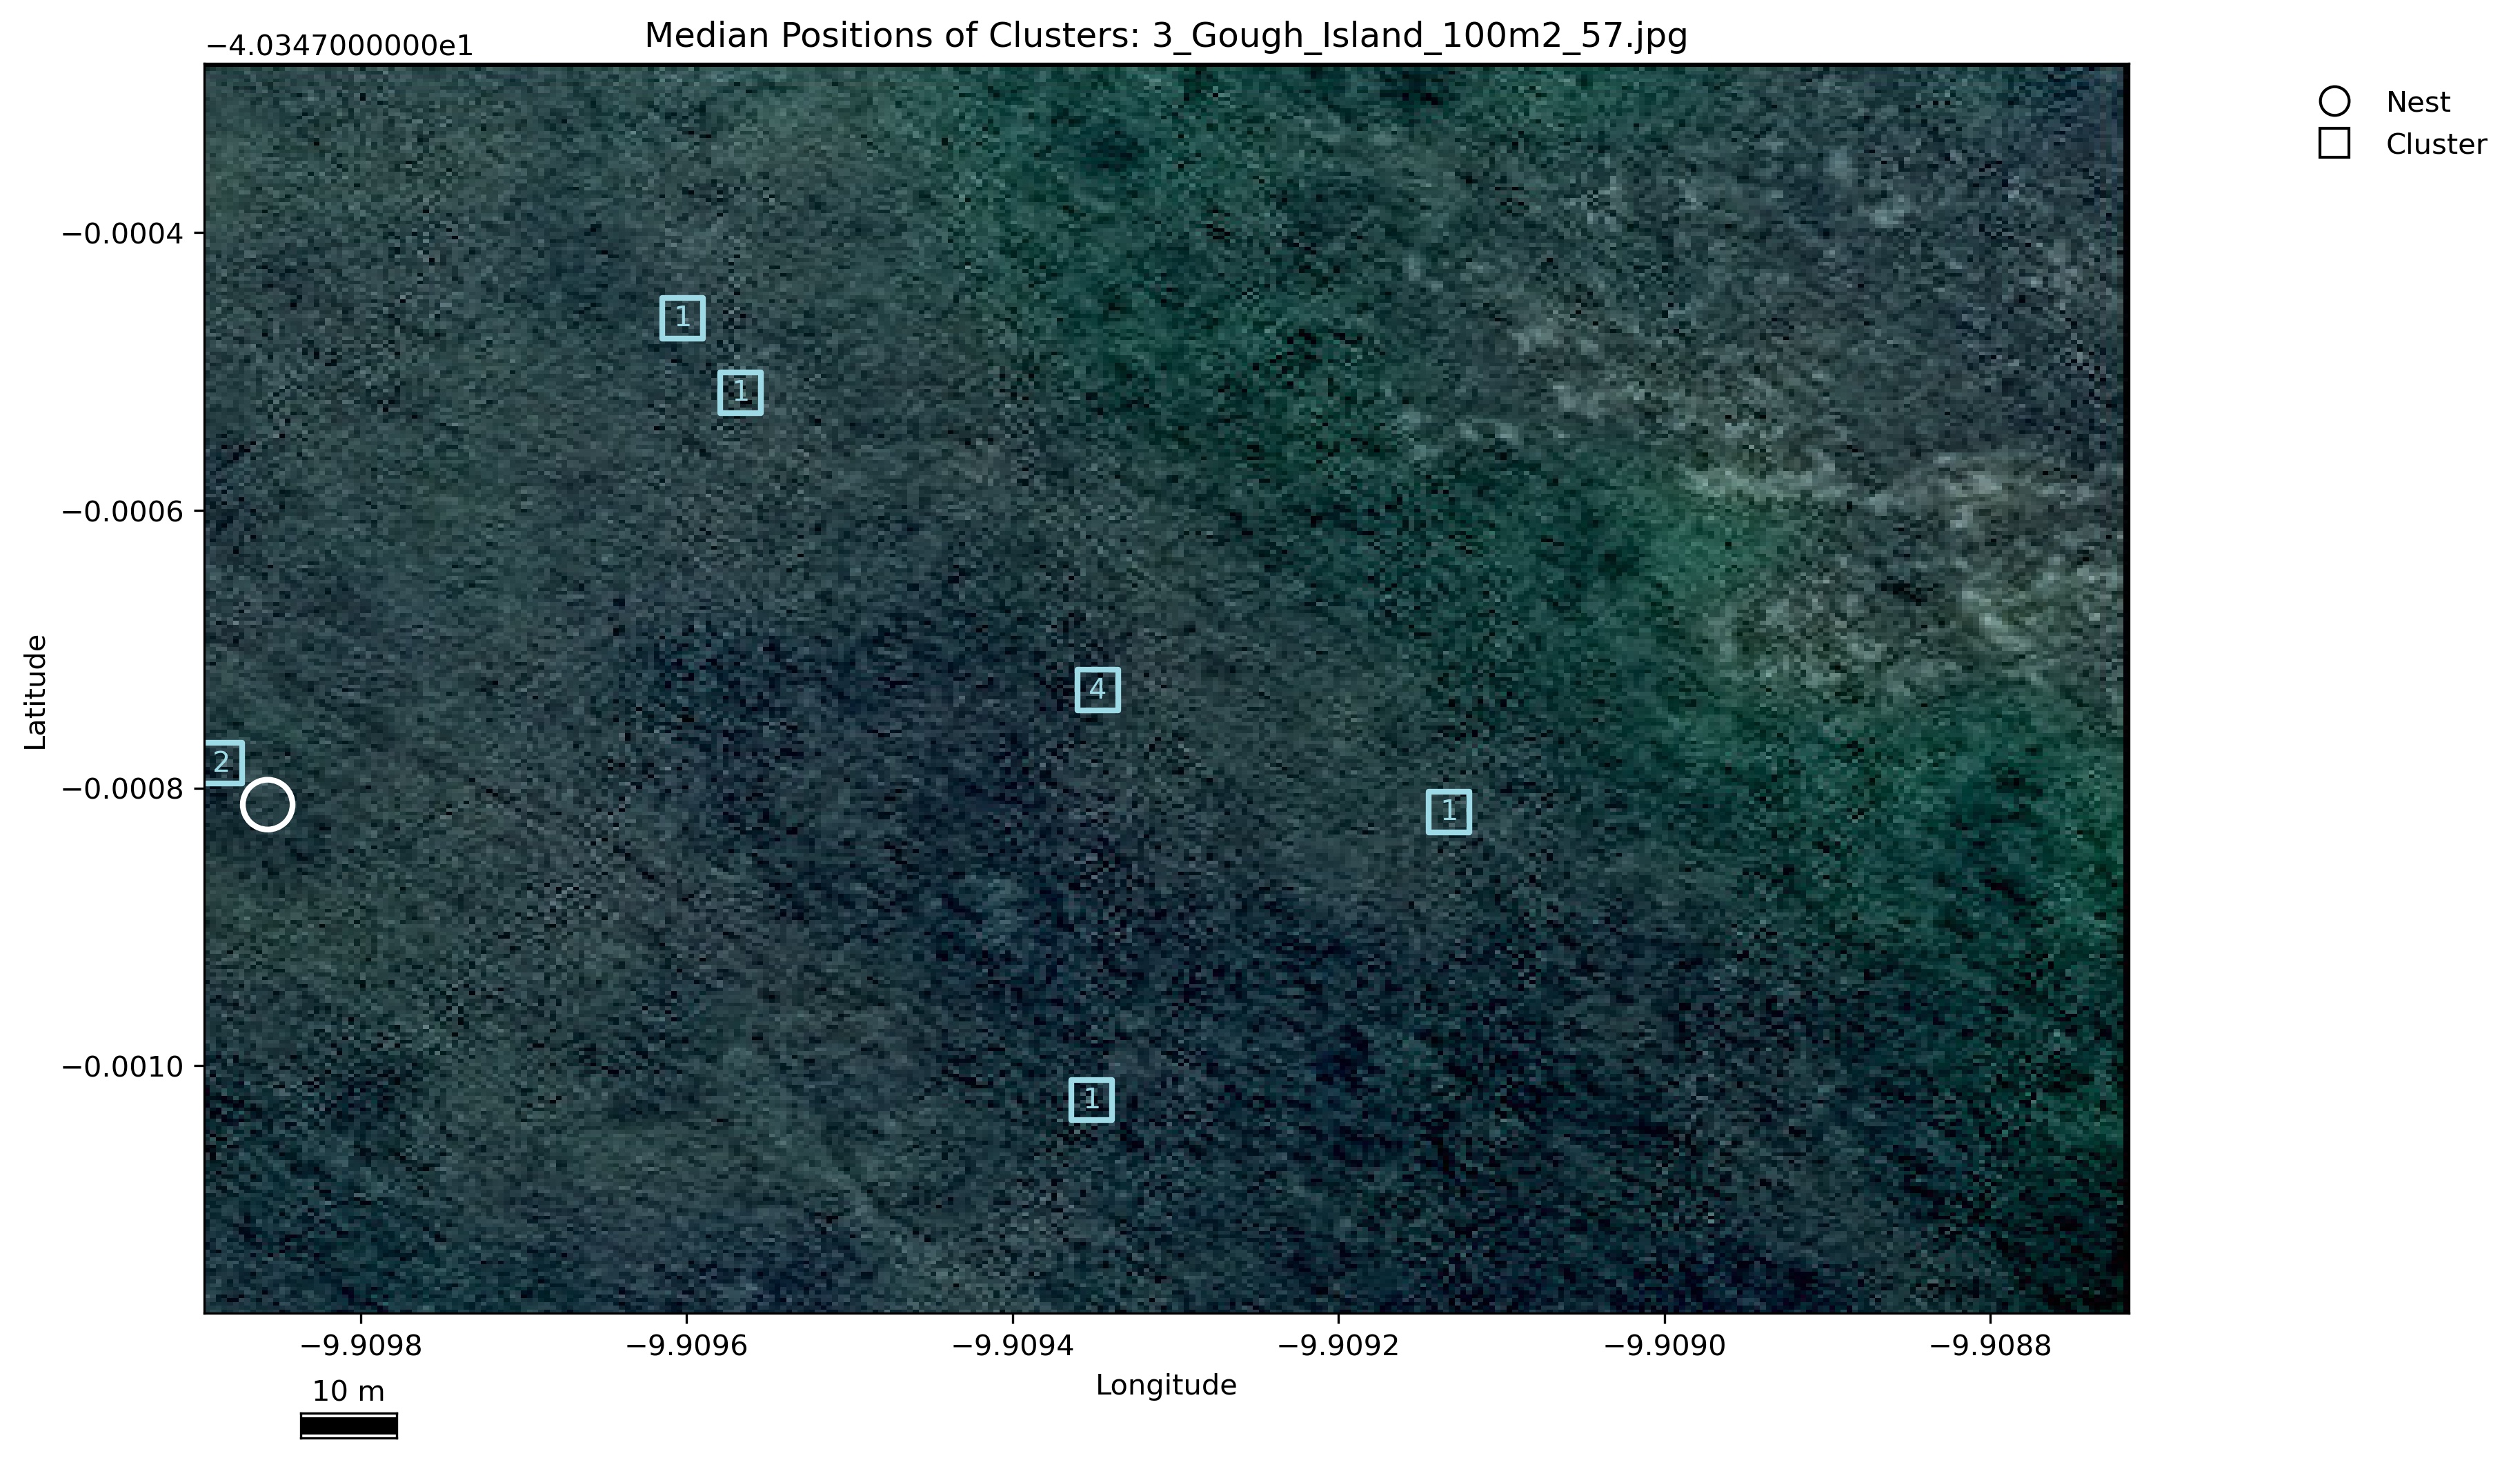 Median Positions of Clusters: 3_Gough_Island_100m2_57.jpg
−4.0347000000e1
Nest
Cluster
−0.0004
−0.0006
−0.0008
−0.0010
Latitude
1
1
4
2
1
1
−9.9098
−9.9096
−9.9094
−9.9092
−9.9090
−9.9088
Longitude
10 m